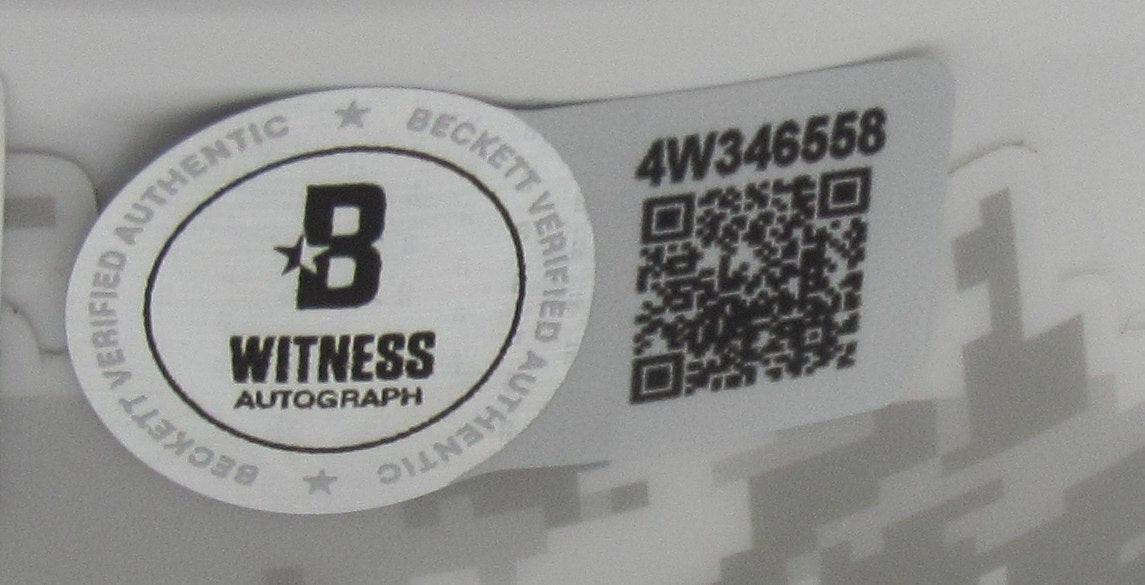 BECKETT VERIFIED AUTHENTIC ★ BECKETT VERIFIED AUTHENTIC ★
B
WITNESS
AUTOGRAPH
4W346558